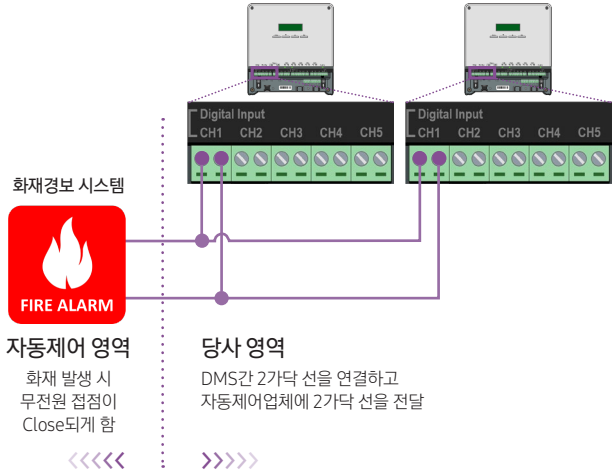 Digital Input
CH1 CH2 CH3 CH4 CH5
Digital Input
CH1 CH2 CH3 CH4 CH5
화재경보 시스템
FIRE ALARM
자동제어 영역
화재 발생 시
무전원 접점이
Close되게 함
당사 영역
DMS간 2가닥 선을 연결하고
자동제어업체에 2가닥 선을 전달